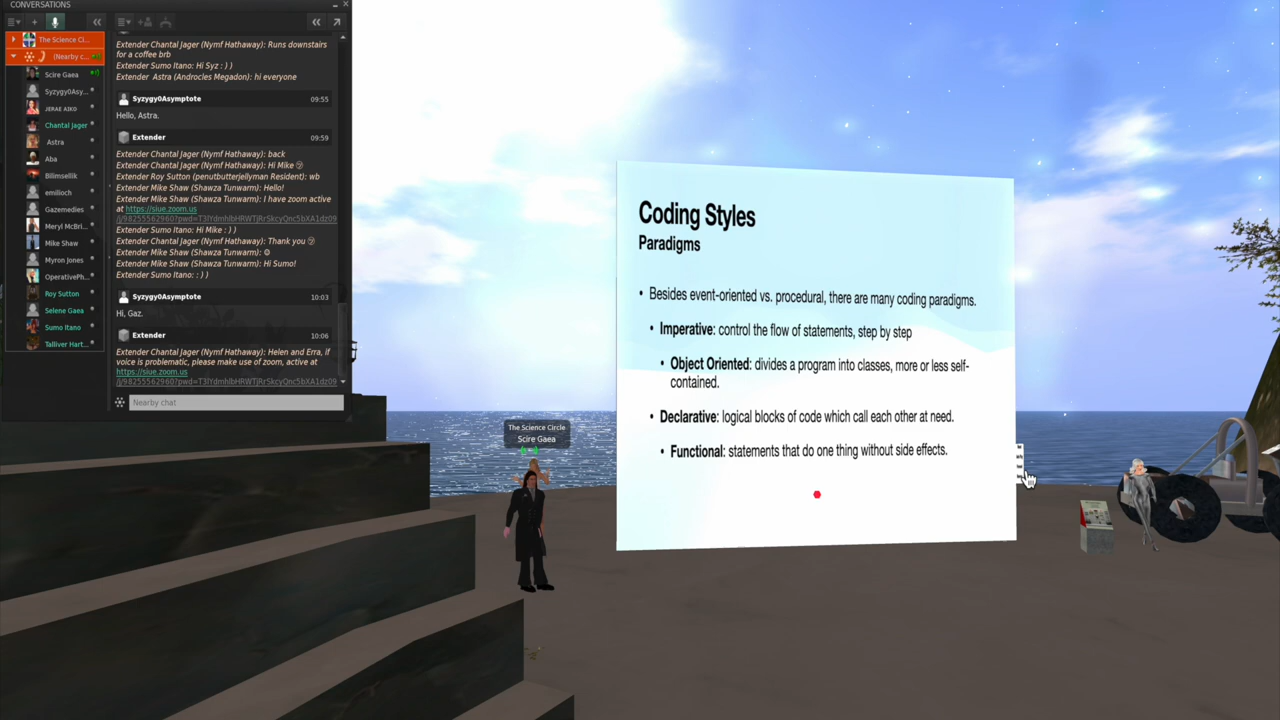 CONVERSATIONS
The Science Cl...
(Nearby c...
Scire Gaea
Syzygy0Asy...
JERAE AIKO
Chantal Jager
Astra
Aba
Bilimsellik
emilioch
Gazemedies
Meryl McBri...
Mike Shaw
Myron Jones
OperativePh...
Roy Sutton
Selene Gaea
Sumo Itano
Talliver Hart...
Extender Chantal Jager (Nymf Hathaway): Runs downstairs
for a coffee brb
Extender Sumo Itano: Hi Syz : ) )
Extender Astra (Androcles Megadon): hi everyone
Syzygy0Asymptote 09:55
Hello, Astra.
Extender 09:59
Extender Chantal Jager (Nymf Hathaway): back
Extender Chantal Jager (Nymf Hathaway): Hi Mike
Extender Roy Sutton (penutbutterjellyman Resident): wb
Extender Mike Shaw (Shawza Tunwarm): Hello!
Extender Mike Shaw (Shawza Tunwarm): I have zoom active
at https://siue.zoom.us
Extender Sumo Itano: Hi Mike : ) )
Extender Chantal Jager (Nymf Hathaway): Thank you
Extender Mike Shaw (Shawza Tunwarm):
Extender Mike Shaw (Shawza Tunwarm): Hi Sumo!
Extender Sumo Itano: : ) )
Syzygy0Asymptote 10:03
Hi, Gaz.
Extender 10:06
Extender Chantal Jager (Nymf Hathaway): Helen and Erra, if
voice is problematic, please make use of zoom, active at
https://siue.zoom.us
Nearby chat
The Science Circle
Scire Gaea
Coding Styles
Paradigms
• Besides event-oriented vs. procedural, there are many coding paradigms.
• Imperative: control the flow of statements, step by step
• Object Oriented: divides a program into classes, more or less self-
contained.
• Declarative: logical blocks of code which call each other at need.
• Functional: statements that do one thing without side effects.